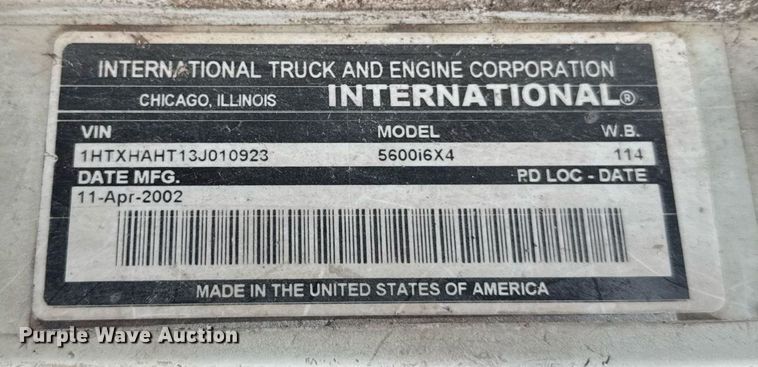 INTERNATIONAL TRUCK AND ENGINE CORPORATION
CHICAGO, ILLINOIS INTERNATIONAL®
VIN MODEL W.B.
1HTXHAHT13J010923 5600i6X4 114
DATE MFG. PD LOC - DATE
11-Apr-2002
MADE IN THE UNITED STATES OF AMERICA
Purple Wave Auction